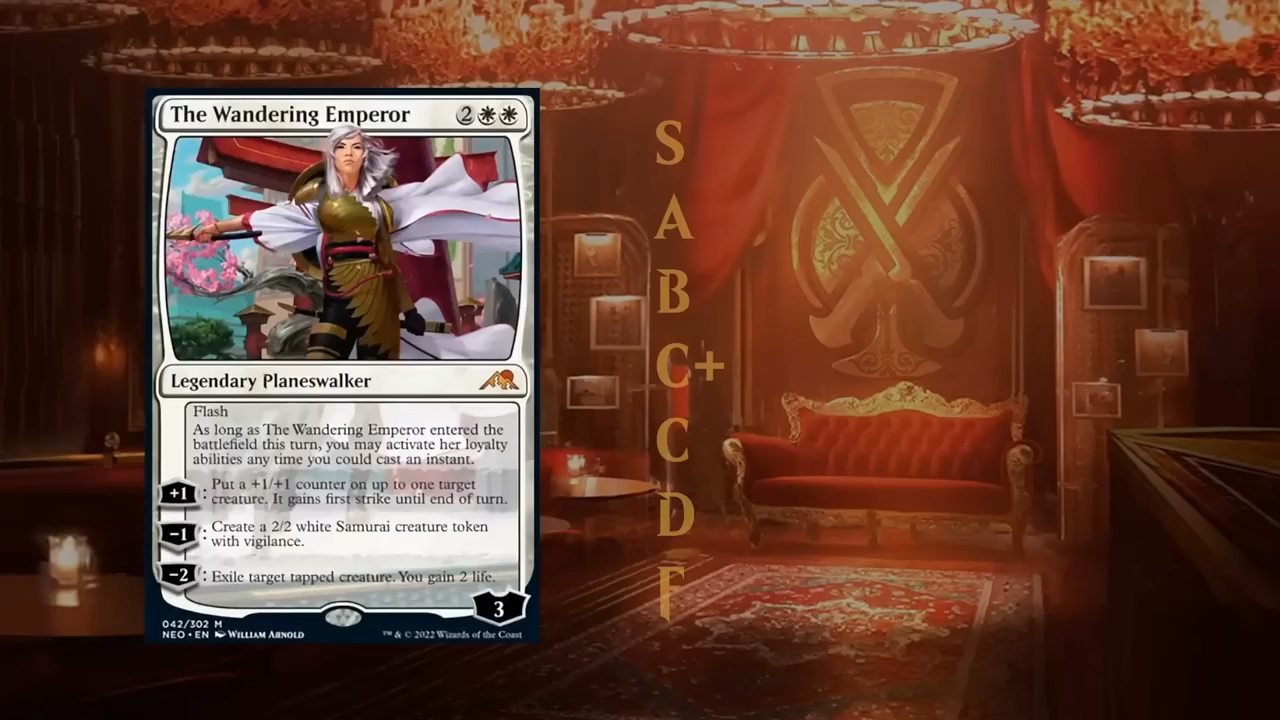 The Wandering Emperor 2
Legendary Planeswalker
Flash
As long as The Wandering Emperor entered the
battlefield this turn, you may activate her loyalty
abilities any time you could cast an instant.
+1 : Put a +1/+1 counter on up to one target
creature. It gains first strike until end of turn.
−1 : Create a 2/2 white Samurai creature token
with vigilance.
−2 : Exile target tapped creature. You gain 2 life.
3
042/302 M
NEO • EN WILLIAM ARNOLD
™ & © 2022 Wizards of the Coast
S
A
B
C+
C
D
F